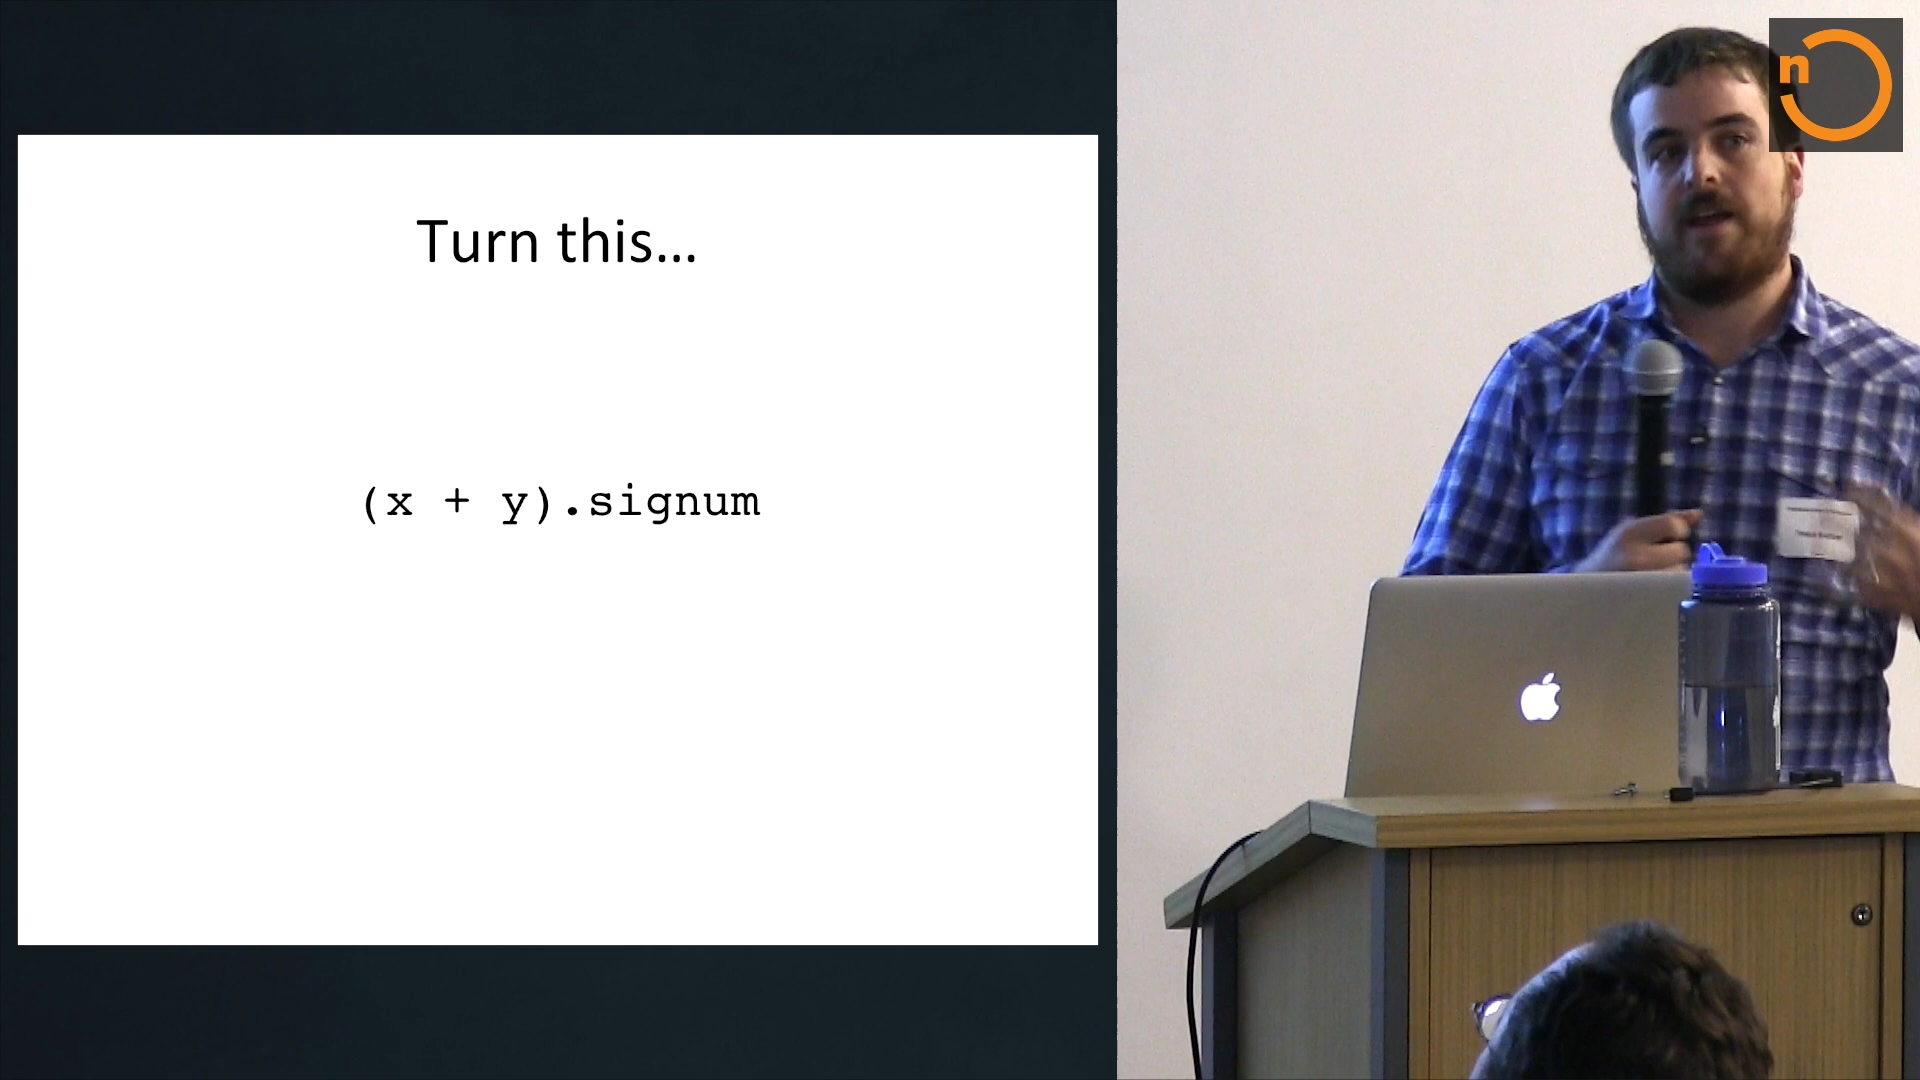 Turn this...
(x + y).signum
n